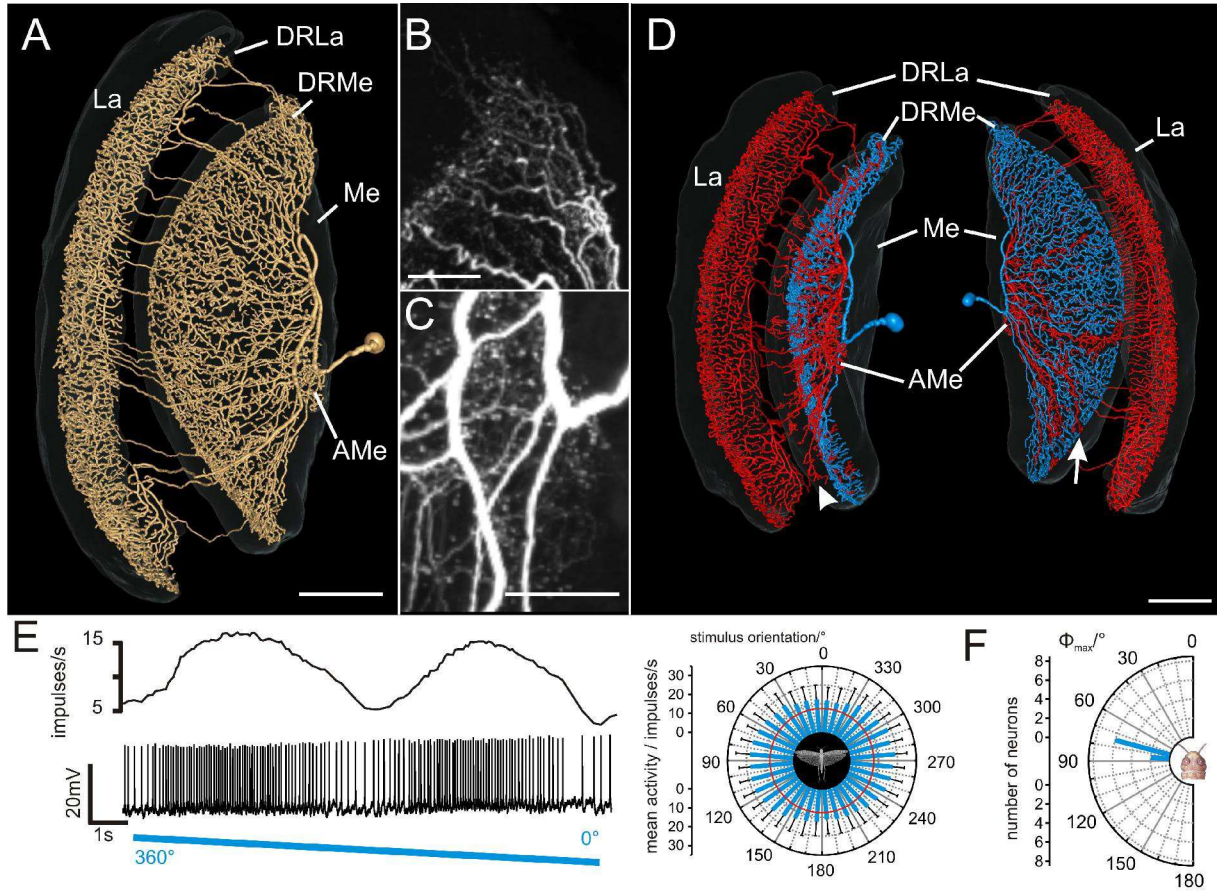 A
DRLa
DRMe
La
Me
AMe
B
C
D
DRLa
DRMe
La
La
Me
AMe
E
impulses/s
15
5
20mV
1s
360°
0°
stimulus orientation/°
mean activity / impulses/s
30
20
10
0
0
10
20
30
0
330
300
270
240
210
180
150
120
90
60
30
F
Φmax/°
number of neurons
8
6
4
2
0
0
2
4
6
8
0
30
60
90
120
150
180